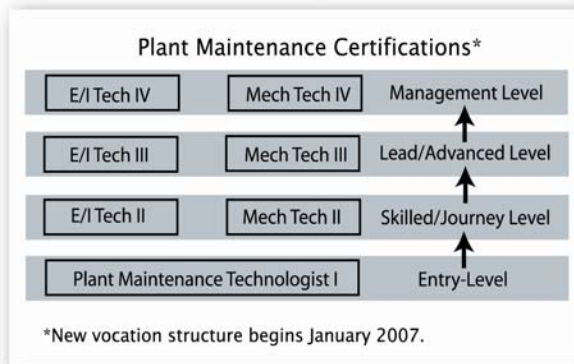 Plant Maintenance Certifications*
E/I Tech IV Mech Tech IV Management Level
E/I Tech III Mech Tech III Lead/Advanced Level
E/I Tech II Mech Tech II Skilled/Journey Level
Plant Maintenance Technologist I Entry-Level
*New vocation structure begins January 2007.